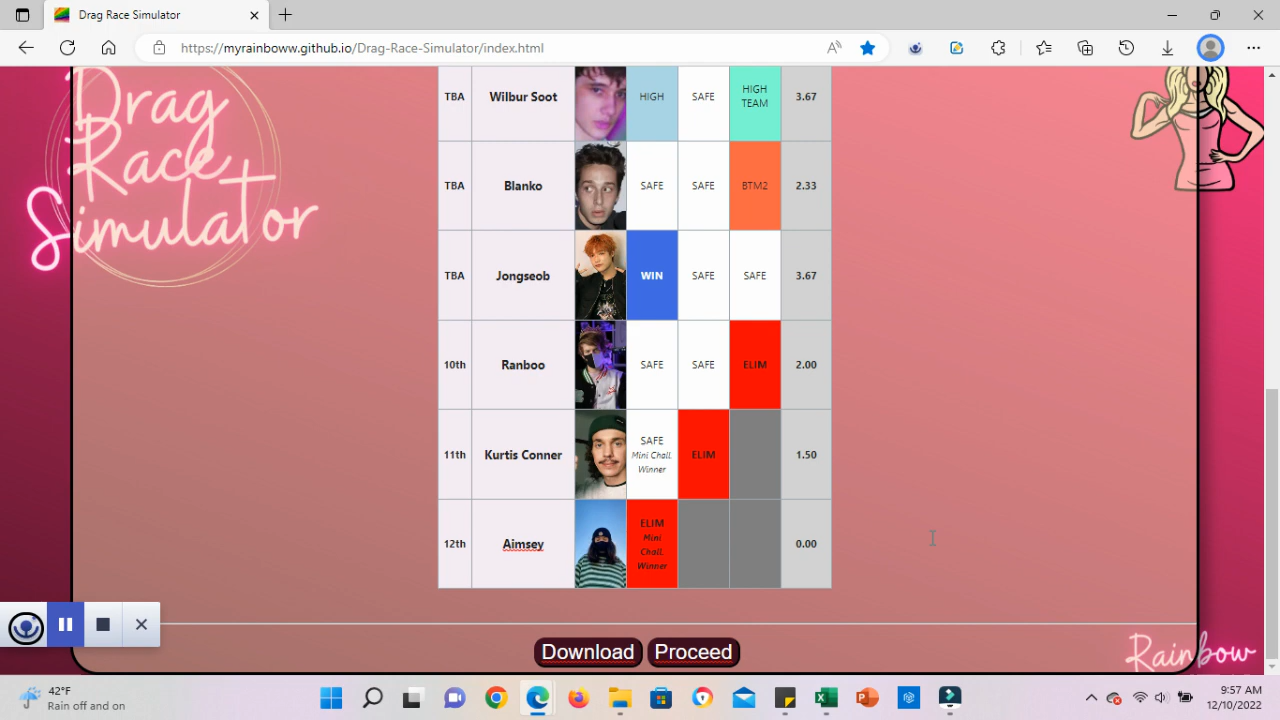 Drag Race Simulator
https://myrainboww.github.io/Drag-Race-Simulator/index.html
Drag
Race
Simulator
TBA Wilbur Soot HIGH SAFE HIGH TEAM 3.67
TBA Blanko SAFE SAFE BTM2 2.33
TBA Jongseob WIN SAFE SAFE 3.67
10th Ranboo SAFE SAFE ELIM 2.00
11th Kurtis Conner SAFE Mini Chall. Winner ELIM 1.50
12th Aimsey ELIM Mini Chall. Winner 0.00
Download Proceed
Rainbow
42°F
Rain off and on
9:57 AM
12/10/2022